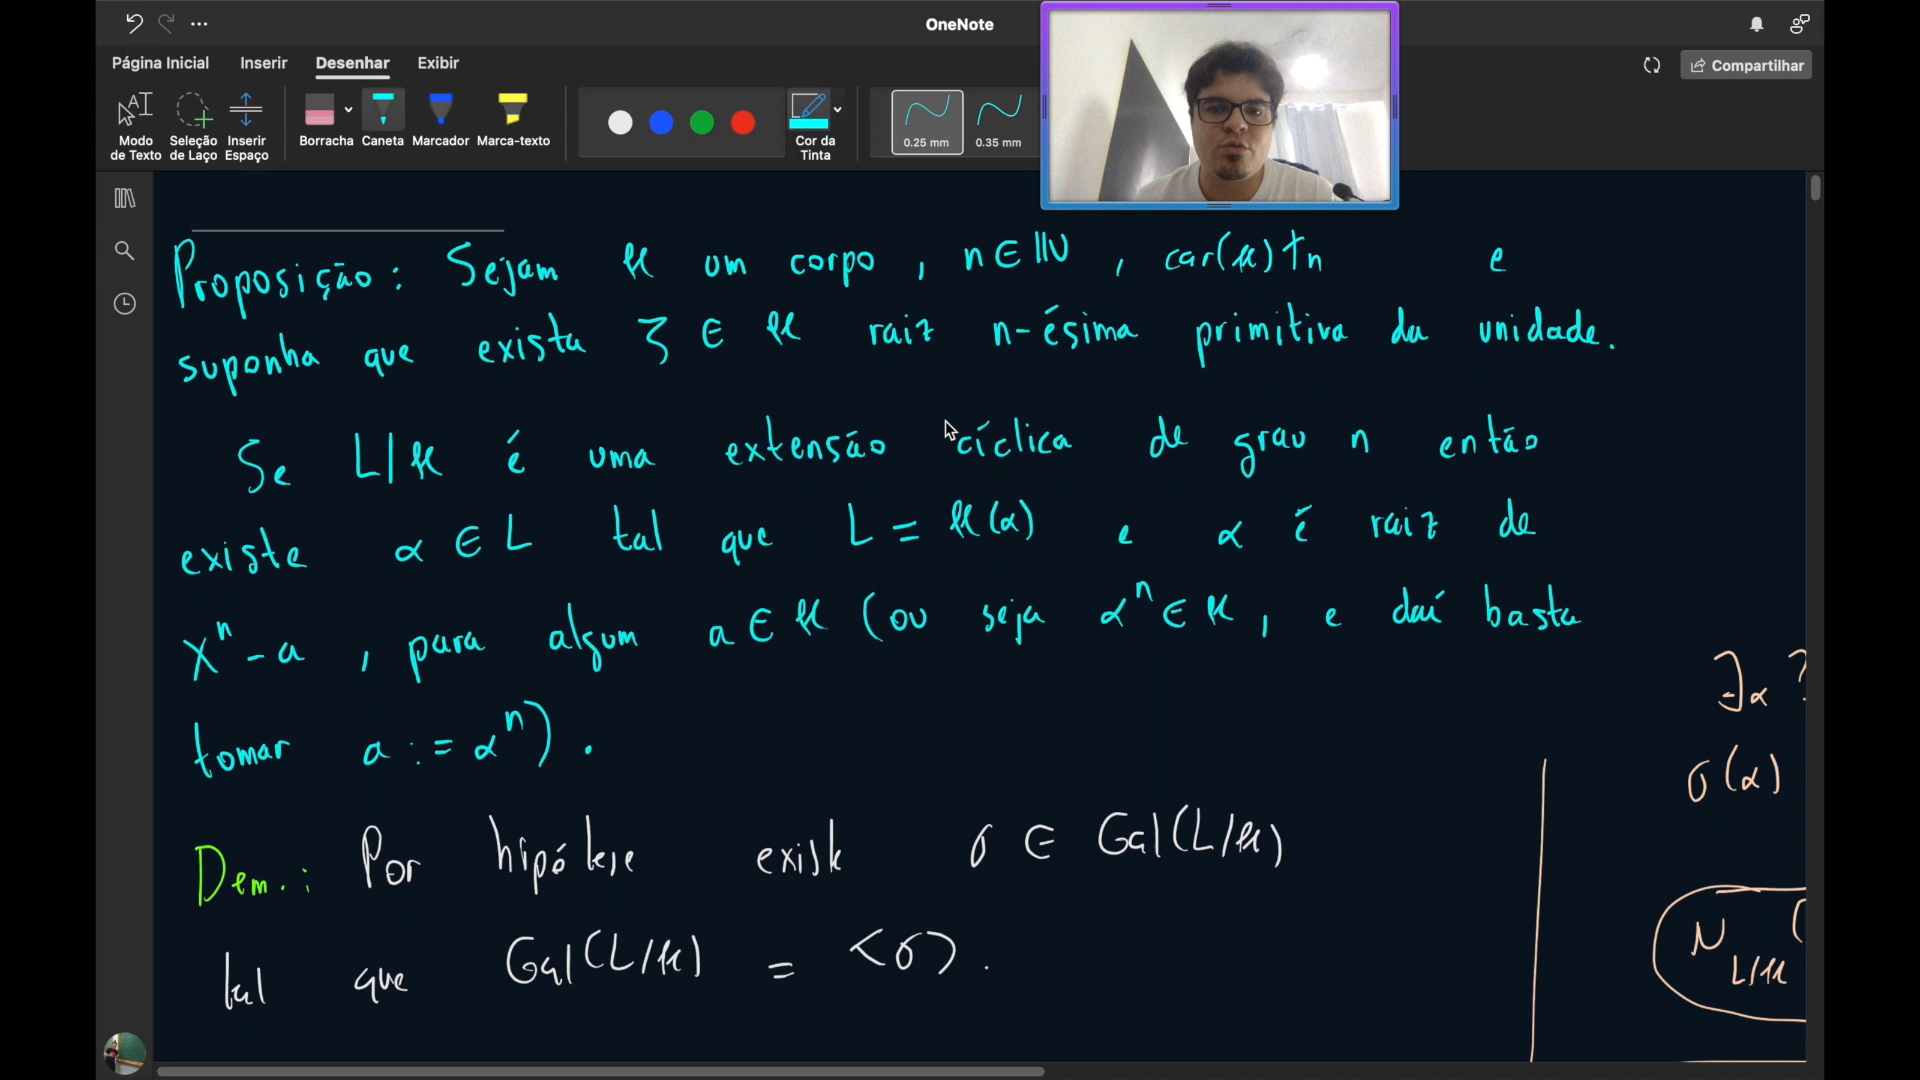 OneNote
Página Inicial Inserir Desenhar Exibir
Compartilhar
Modo de Texto
Seleção de Laço
Inserir Espaço
Borracha
Caneta
Marcador
Marca-texto
Cor da Tinta
0.25 mm
0.35 mm
Proposição: Sejam K um corpo, n ∈ ℕ, car(K) ∤ n e
suponha que exista ζ ∈ K raiz n-ésima primitiva da unidade.
Se L/K é uma extensão cíclica de grau n então
existe α ∈ L tal que L = K(α) e α é raiz de
X^n - a, para algum a ∈ K (ou seja α^n ∈ K, e daí basta
tomar a := α^n).
Dem.: Por hipótese existe σ ∈ Gal(L/K)
tal que Gal(L/K) = <σ>.
∃α ?
σ(α)
N_{L/K}(